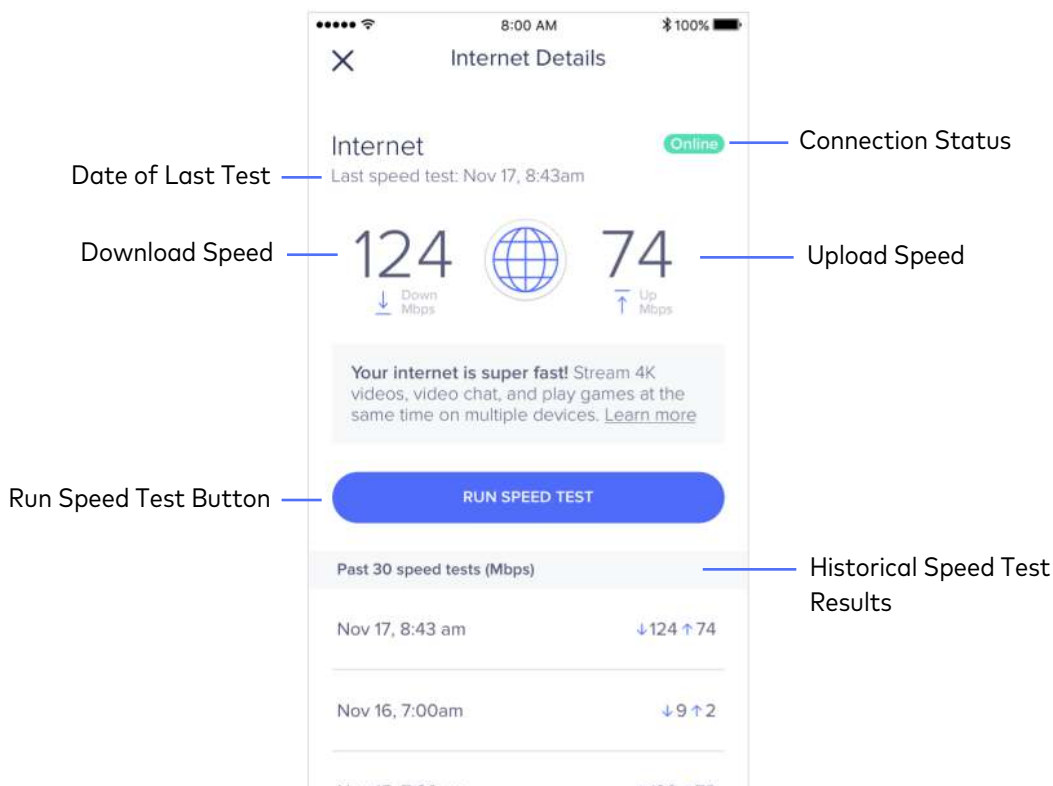 8:00 AM
100%
Internet Details
Internet
Online
Connection Status
Date of Last Test
Last speed test: Nov 17, 8:43am
Download Speed
124
74
Upload Speed
Down
Mbps
Up
Mbps
Your internet is super fast! Stream 4K
videos, video chat, and play games at the
same time on multiple devices. Learn more
Run Speed Test Button
RUN SPEED TEST
Past 30 speed tests (Mbps)
Historical Speed Test
Results
Nov 17, 8:43 am
↓124 ↑74
Nov 16, 7:00am
↓9 ↑2